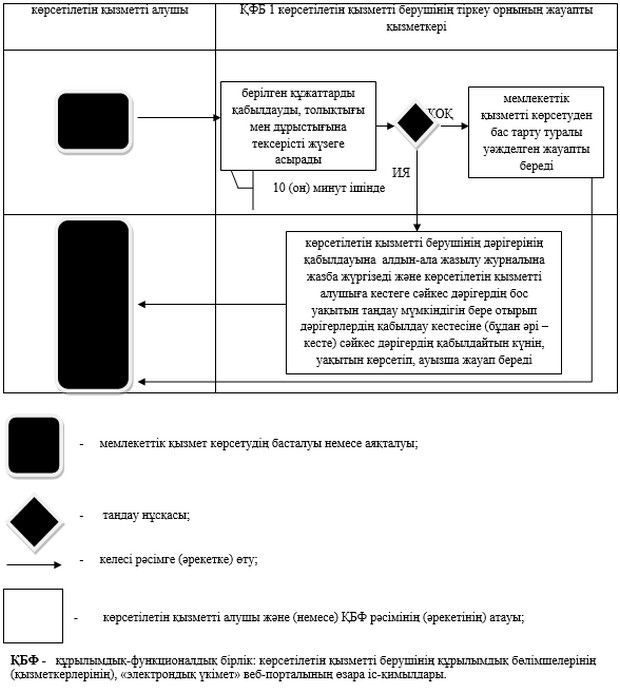 көрсетілетін қызметті алушы
ҚФБ 1 көрсетілетін қызметті берушінің тіркеу орнының жауапты
қызметкері
берілген құжаттарды
қабылдауды, толықтығы
мен дұрыстығына
тексерісті жүзеге
асырады
10 (он) минут ішінде
ЖОҚ
ИЯ
мемлекеттік
қызметті көрсетуден
бас тарту туралы
уәжделген жауапты
береді
көрсетілетін қызметті берушінің дәрігерінің
қабылдауына алдын-ала жазылу журналына
жазба жүргізеді және көрсетілетін қызметті
алушыға кестеге сәйкес дәрігердің бос
уақытын таңдау мүмкіндігін бере отырып
дәрігерлердің қабылдау кестесіне (бұдан әрі –
кесте) сәйкес дәрігердің қабылдайтын күнін,
уақытын көрсетіп, ауызша жауап береді
- мемлекеттік қызмет көрсетудің басталуы немесе аяқталуы;
- таңдау нұсқасы;
- келесі рәсімге (әрекетке) өту;
- көрсетілетін қызметті алушы және (немесе) ҚБФ рәсімінің (әрекетінің) атауы;
ҚБФ - құрылымдық-функционалдық бірлік: көрсетілетін қызметті берушінің құрылымдық бөлімшелерінің
(қызметкерлерінің), «электрондық үкімет» веб-порталының өзара іс-қимылдары.